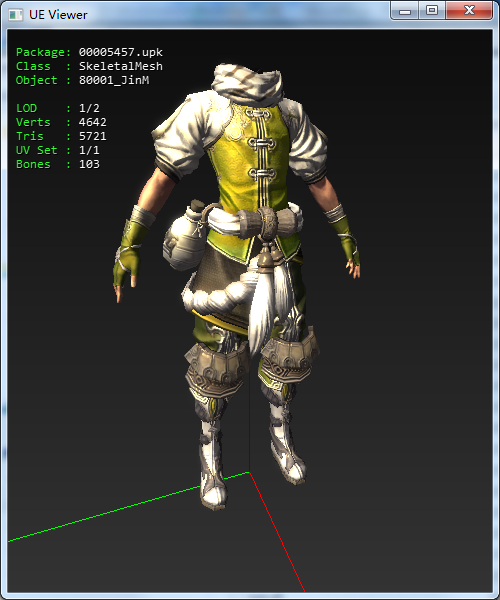 UE Viewer
Package: 00005457.upk
Class : SkeletalMesh
Object : 80001_JinM
LOD : 1/2
Verts : 4642
Tris : 5721
UV Set : 1/1
Bones : 103